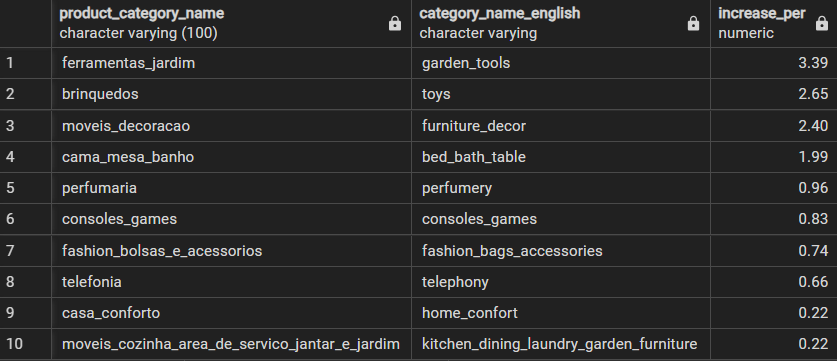 product_category_name category_name_english increase_per
character varying (100) character varying numeric
1 ferramentas_jardim garden_tools 3.39
2 brinquedos toys 2.65
3 moveis_decoracao furniture_decor 2.40
4 cama_mesa_banho bed_bath_table 1.99
5 perfumaria perfumery 0.96
6 consoles_games consoles_games 0.83
7 fashion_bolsas_e_acessorios fashion_bags_accessories 0.74
8 telefonia telephony 0.66
9 casa_conforto home_confort 0.22
10 moveis_cozinha_area_de_servico_jantar_e_jardim kitchen_dining_laundry_garden_furniture 0.22